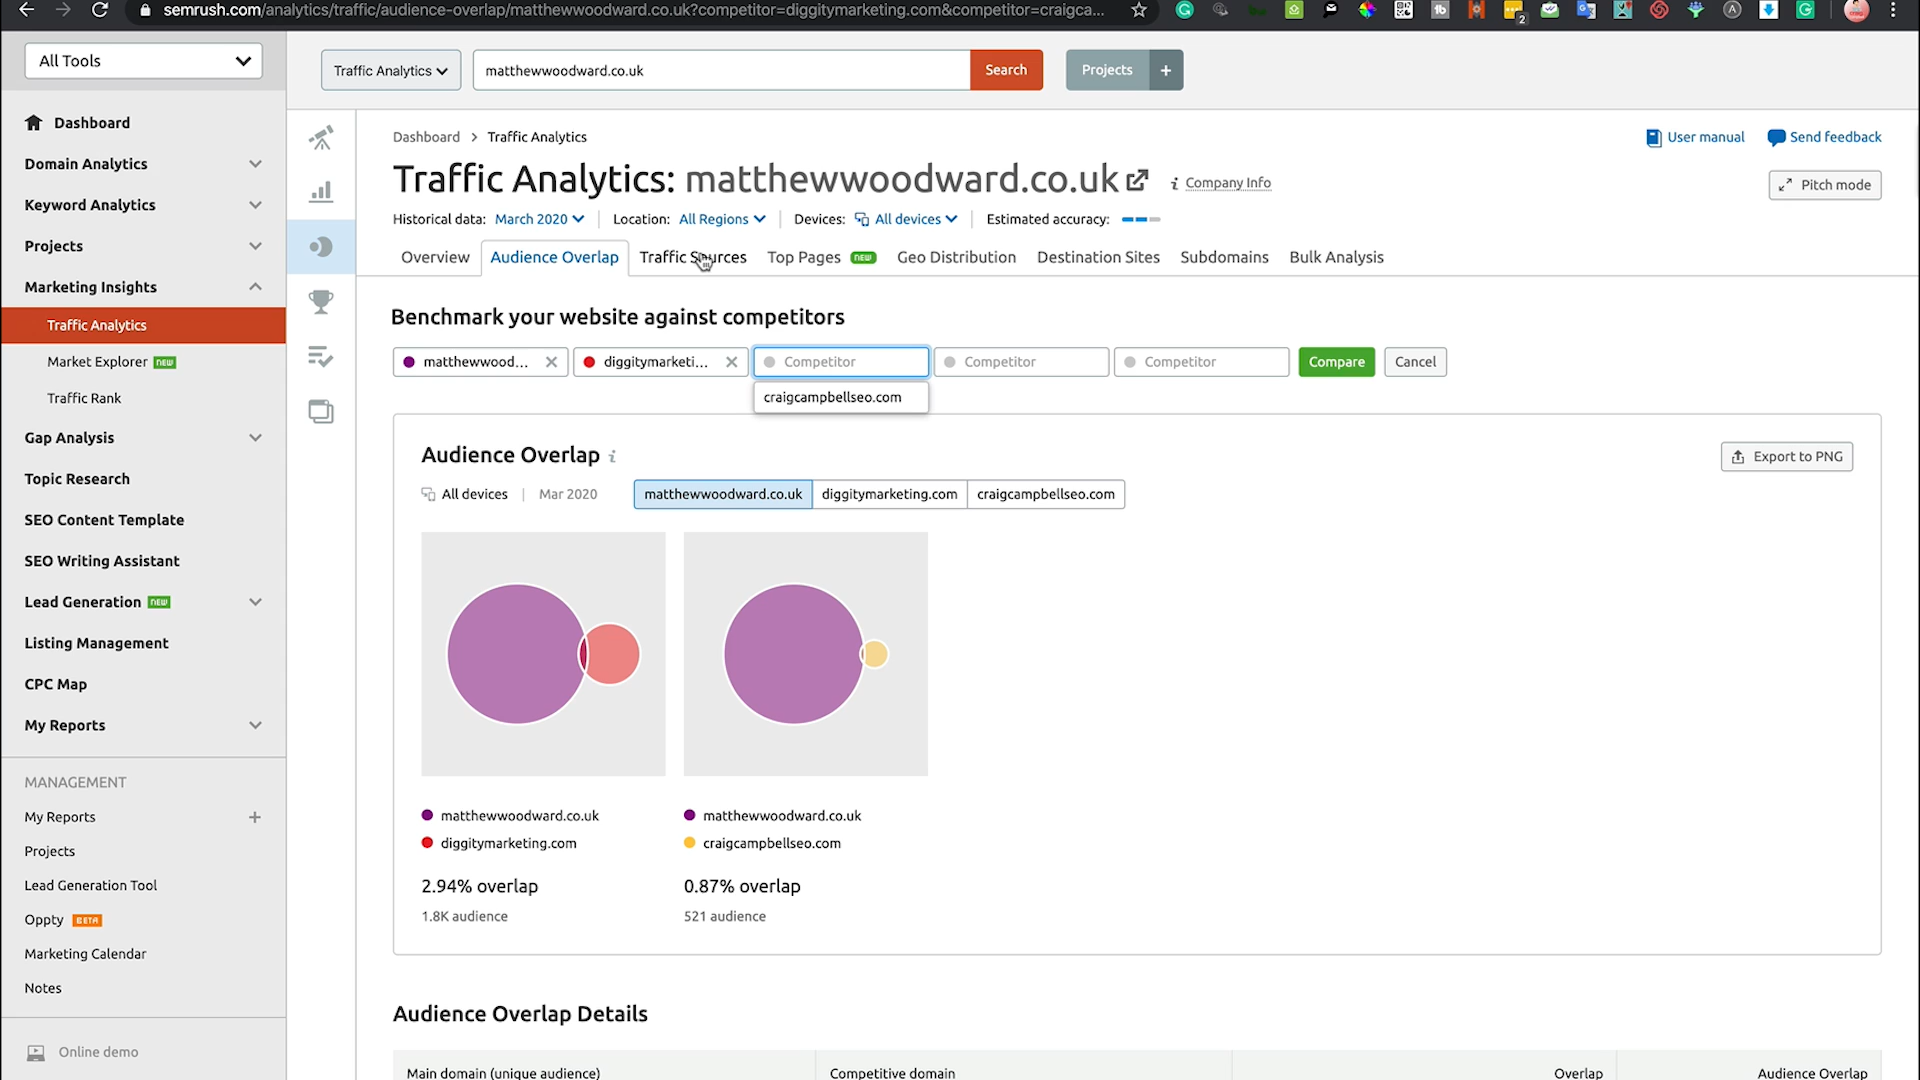 semrush.com/analytics/traffic/audience-overlap/matthewwoodward.co.uk?competitor=diggitymarketing.com&competitor=craigca...
2
All Tools
Traffic Analytics
matthewwoodward.co.uk
Search
Projects
+
Dashboard
Domain Analytics
Keyword Analytics
Projects
Marketing Insights
Traffic Analytics
Market Explorer NEW
Traffic Rank
Gap Analysis
Topic Research
SEO Content Template
SEO Writing Assistant
Lead Generation NEW
Listing Management
CPC Map
My Reports
MANAGEMENT
My Reports +
Projects
Lead Generation Tool
Oppty BETA
Marketing Calendar
Notes
Online demo
Dashboard > Traffic Analytics
User manual
Send feedback
Traffic Analytics: matthewwoodward.co.uk
i Company Info
Pitch mode
Historical data: March 2020 Location: All Regions Devices: All devices Estimated accuracy:
Overview Audience Overlap Traffic Sources Top Pages NEW Geo Distribution Destination Sites Subdomains Bulk Analysis
Benchmark your website against competitors
matthewwood... diggitymarketi... Competitor Competitor Competitor Compare Cancel
craigcampbellseo.com
Audience Overlap i
Export to PNG
All devices Mar 2020 matthewwoodward.co.uk diggitymarketing.com craigcampbellseo.com
matthewwoodward.co.uk
diggitymarketing.com
2.94% overlap
1.8K audience
matthewwoodward.co.uk
craigcampbellseo.com
0.87% overlap
521 audience
Audience Overlap Details
Main domain (unique audience) Competitive domain Overlap Audience Overlap